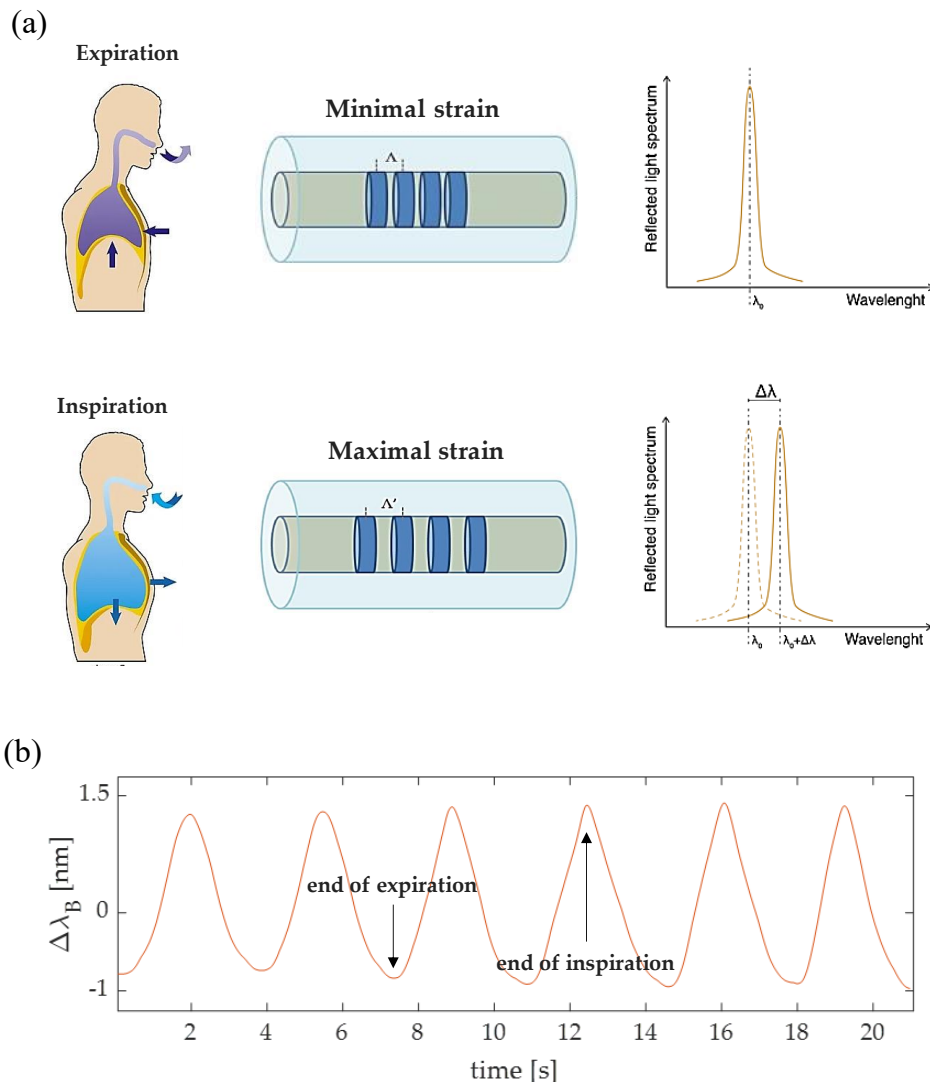 (a)
Expiration
Minimal strain
Λ
Reflected light spectrum
Wavelenght
λ₀
Inspiration
Maximal strain
Λ'
Δλ
Reflected light spectrum
Wavelenght
λ₀ λ₀+Δλ
(b)
1.5
0
-1
Δλ_B [nm]
end of expiration
end of inspiration
2 4 6 8 10 12 14 16 18 20
time [s]